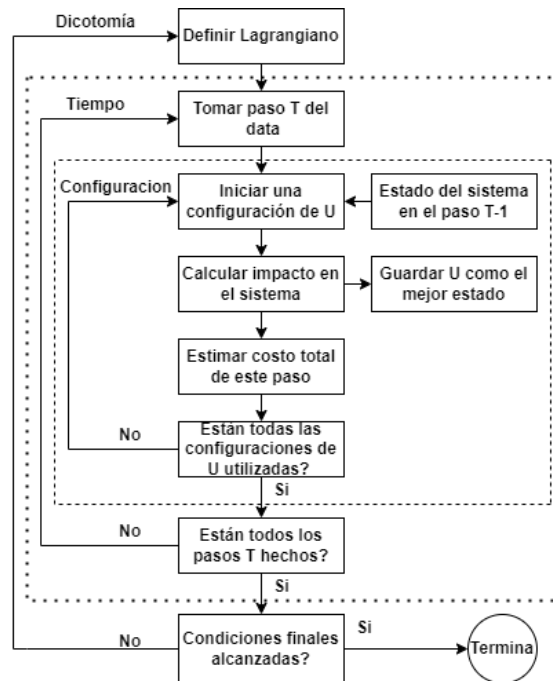 Dicotomía
Definir Lagrangiano
Tiempo
Tomar paso T del
data
Configuracion
Iniciar una
configuración de U
Estado del sistema
en el paso T-1
Calcular impacto en
el sistema
Guardar U como el
mejor estado
Estimar costo total
de este paso
No
Están todas las
configuraciones de
U utilizadas?
Si
No
Están todos los
pasos T hechos?
Si
No
Condiciones finales
alcanzadas?
Si
Termina